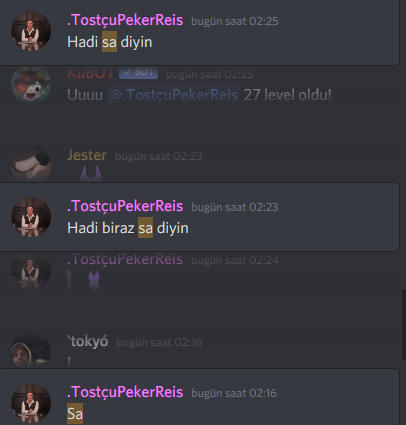 .TostçuPekerReis bugün saat 02:25
Hadi sa diyin
KuBOT ✓ BOT bugün saat 02:25
Uuuu @.TostçuPekerReis 27 level oldu!
Jester bugün saat 02:23
.TostçuPekerReis bugün saat 02:23
Hadi biraz sa diyin
.TostçuPekerReis bugün saat 02:24
'tokyó bugün saat 02:16
.TostçuPekerReis bugün saat 02:16
Sa